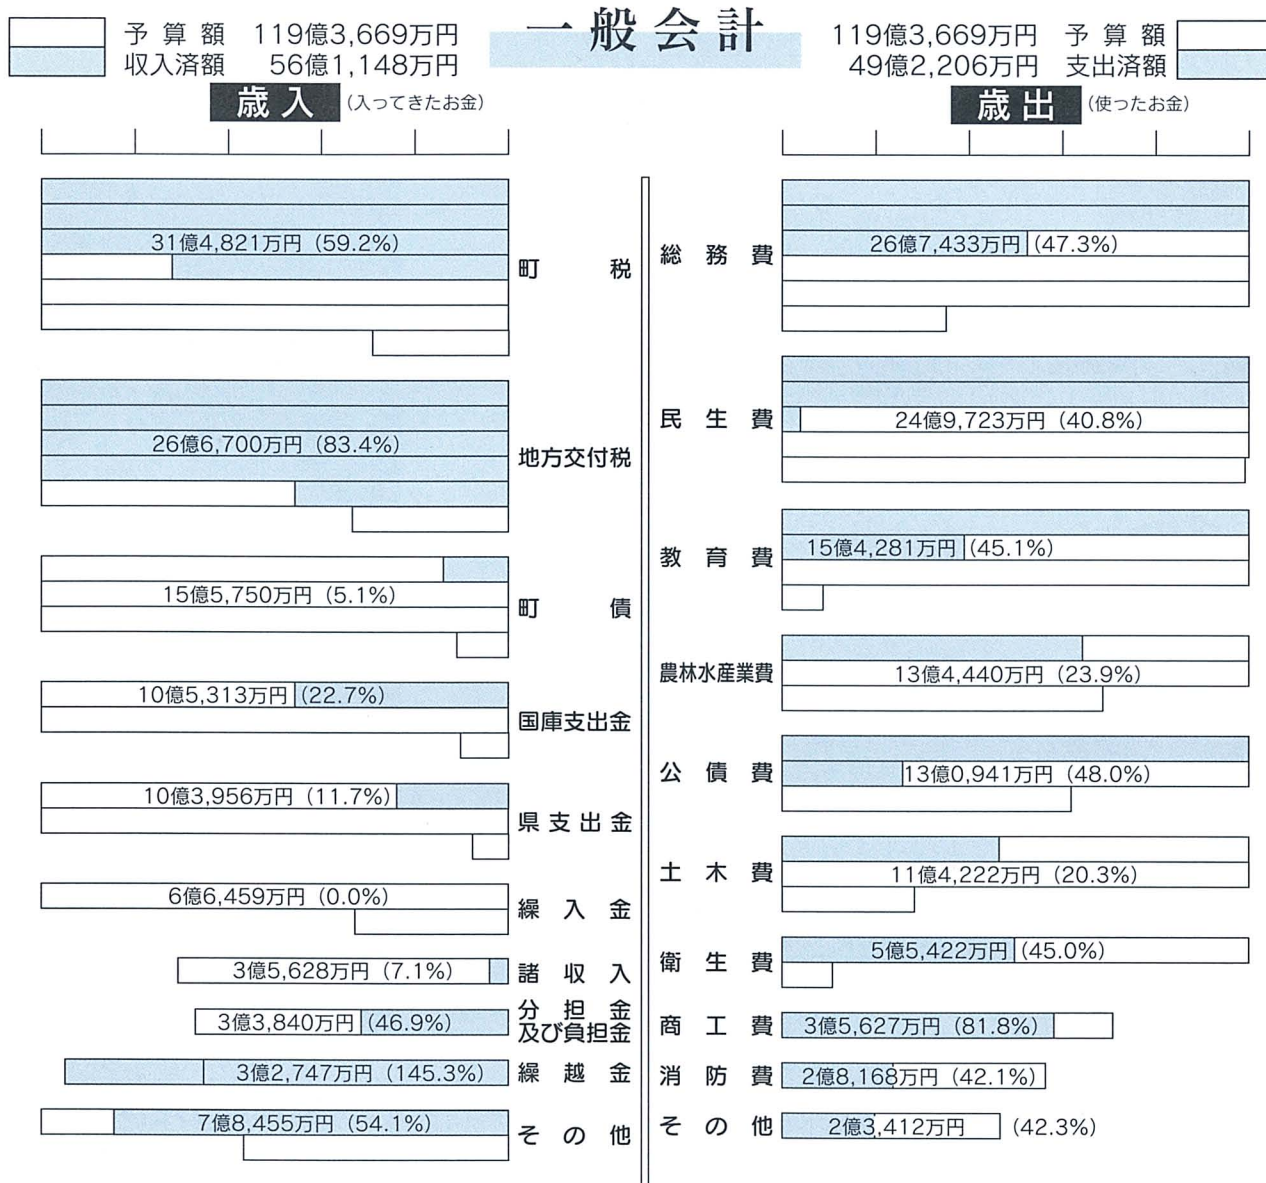 一般会計
予算額 119億3,669万円
収入済額 56億1,148万円
119億3,669万円 予算額
49億2,206万円 支出済額
歳入 (入ってきたお金)
31億4,821万円 (59.2%)
町税
26億6,700万円 (83.4%)
地方交付税
15億5,750万円 (5.1%)
町債
10億5,313万円 (22.7%)
国庫支出金
10億3,956万円 (11.7%)
県支出金
6億6,459万円 (0.0%)
繰入金
3億5,628万円 (7.1%)
諸収入
3億3,840万円 (46.9%)
分担金
及び負担金
3億2,747万円 (145.3%)
繰越金
7億8,455万円 (54.1%)
その他
歳出 (使ったお金)
総務費
26億7,433万円 (47.3%)
民生費
24億9,723万円 (40.8%)
教育費
15億4,281万円 (45.1%)
農林水産業費
13億4,440万円 (23.9%)
公債費
13億0,941万円 (48.0%)
土木費
11億4,222万円 (20.3%)
衛生費
5億5,422万円 (45.0%)
商工費
3億5,627万円 (81.8%)
消防費
2億8,168万円 (42.1%)
その他
2億3,412万円 (42.3%)